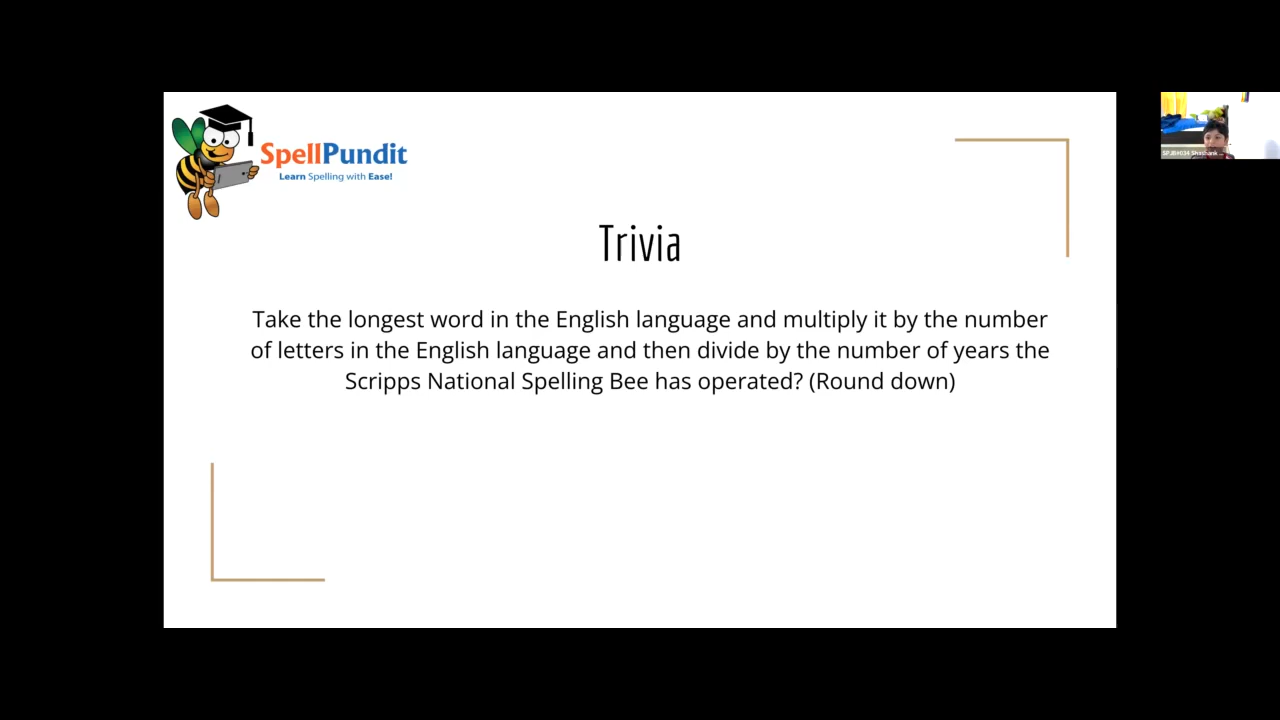 SpellPundit
Learn Spelling with Ease!
Trivia
Take the longest word in the English language and multiply it by the number
of letters in the English language and then divide by the number of years the
Scripps National Spelling Bee has operated? (Round down)
Shashank